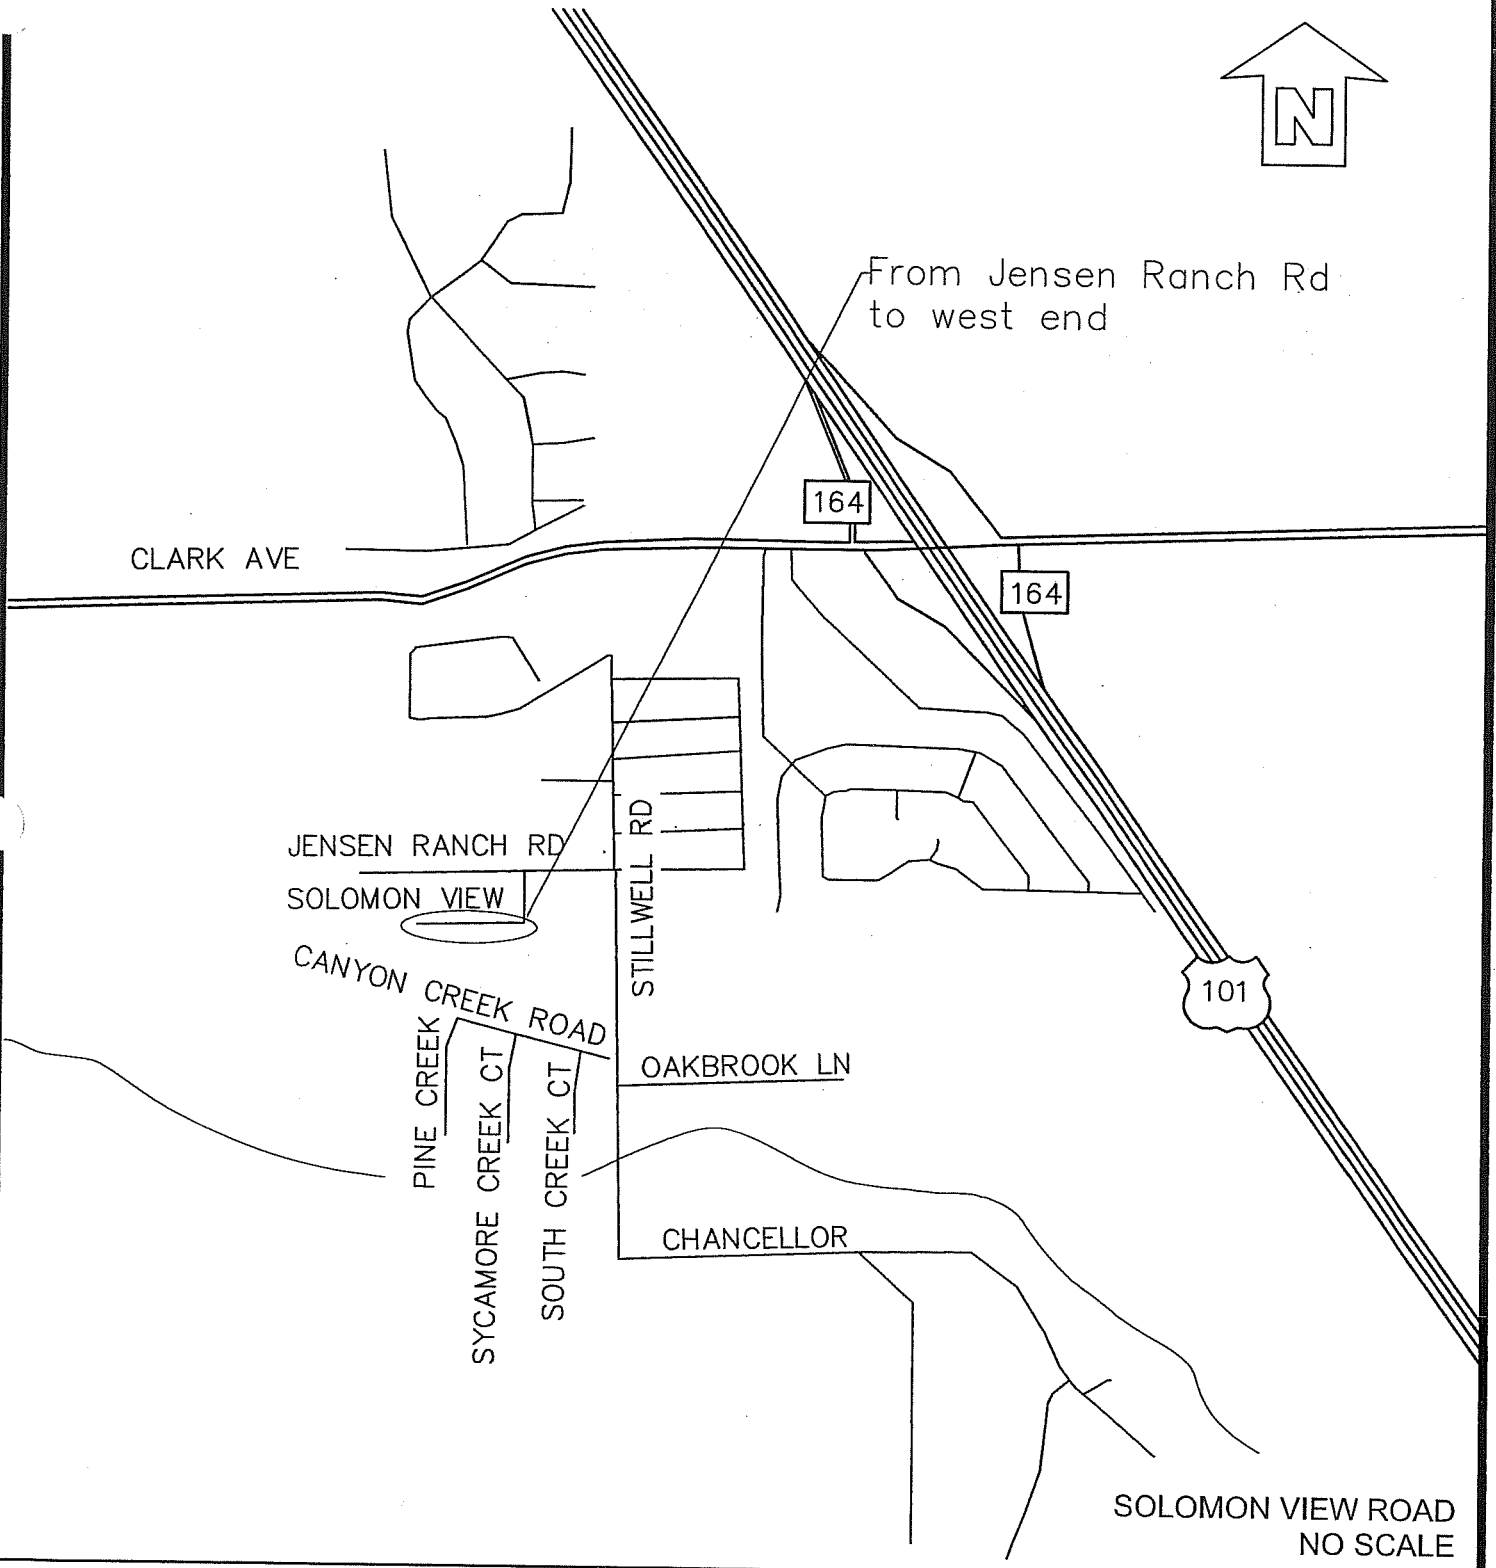 N
From Jensen Ranch Rd
to west end
164
CLARK AVE
164
JENSEN RANCH RD
STILLWELL RD
SOLOMON VIEW
CANYON CREEK ROAD
101
PINE CREEK
SYCAMORE CREEK CT
SOUTH CREEK CT
OAKBROOK LN
CHANCELLOR
SOLOMON VIEW ROAD
NO SCALE